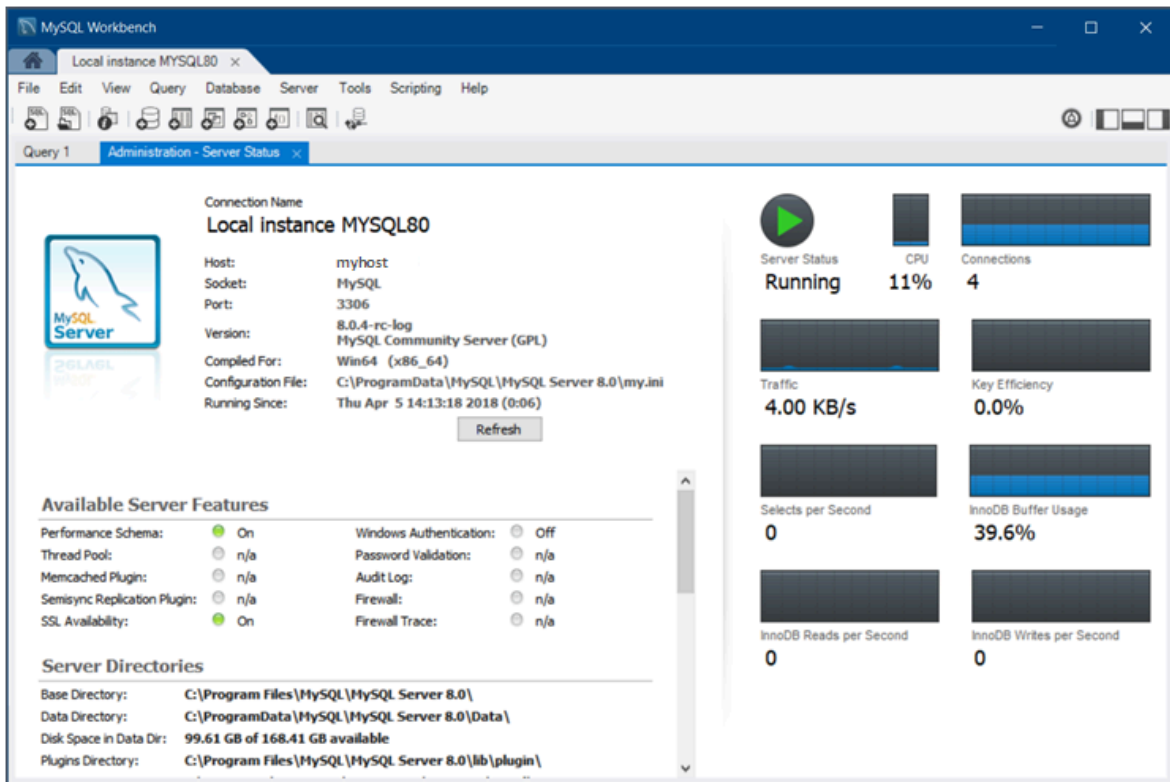 MySQL Workbench
Local instance MYSQL80
File Edit View Query Database Server Tools Scripting Help
Query 1 Administration - Server Status
Connection Name
Local instance MYSQL80
MySQL
Server
Host: myhost
Socket: MySQL
Port: 3306
Version: 8.0.4-rc-log
MySQL Community Server (GPL)
Compiled For: Win64 (x86_64)
Configuration File: C:\ProgramData\MySQL\MySQL Server 8.0\my.ini
Running Since: Thu Apr 5 14:13:18 2018 (0:06)
Refresh
Available Server Features
Performance Schema: On Windows Authentication: Off
Thread Pool: n/a Password Validation: n/a
Memcached Plugin: n/a Audit Log: n/a
Semisync Replication Plugin: n/a Firewall: n/a
SSL Availability: On Firewall Trace: n/a
Server Directories
Base Directory: C:\Program Files\MySQL\MySQL Server 8.0\
Data Directory: C:\ProgramData\MySQL\MySQL Server 8.0\Data\
Disk Space in Data Dir: 99.61 GB of 168.41 GB available
Plugins Directory: C:\Program Files\MySQL\MySQL Server 8.0\lib\plugin\
Server Status CPU Connections
Running 11% 4
Traffic Key Efficiency
4.00 KB/s 0.0%
Selects per Second InnoDB Buffer Usage
0 39.6%
InnoDB Reads per Second InnoDB Writes per Second
0 0